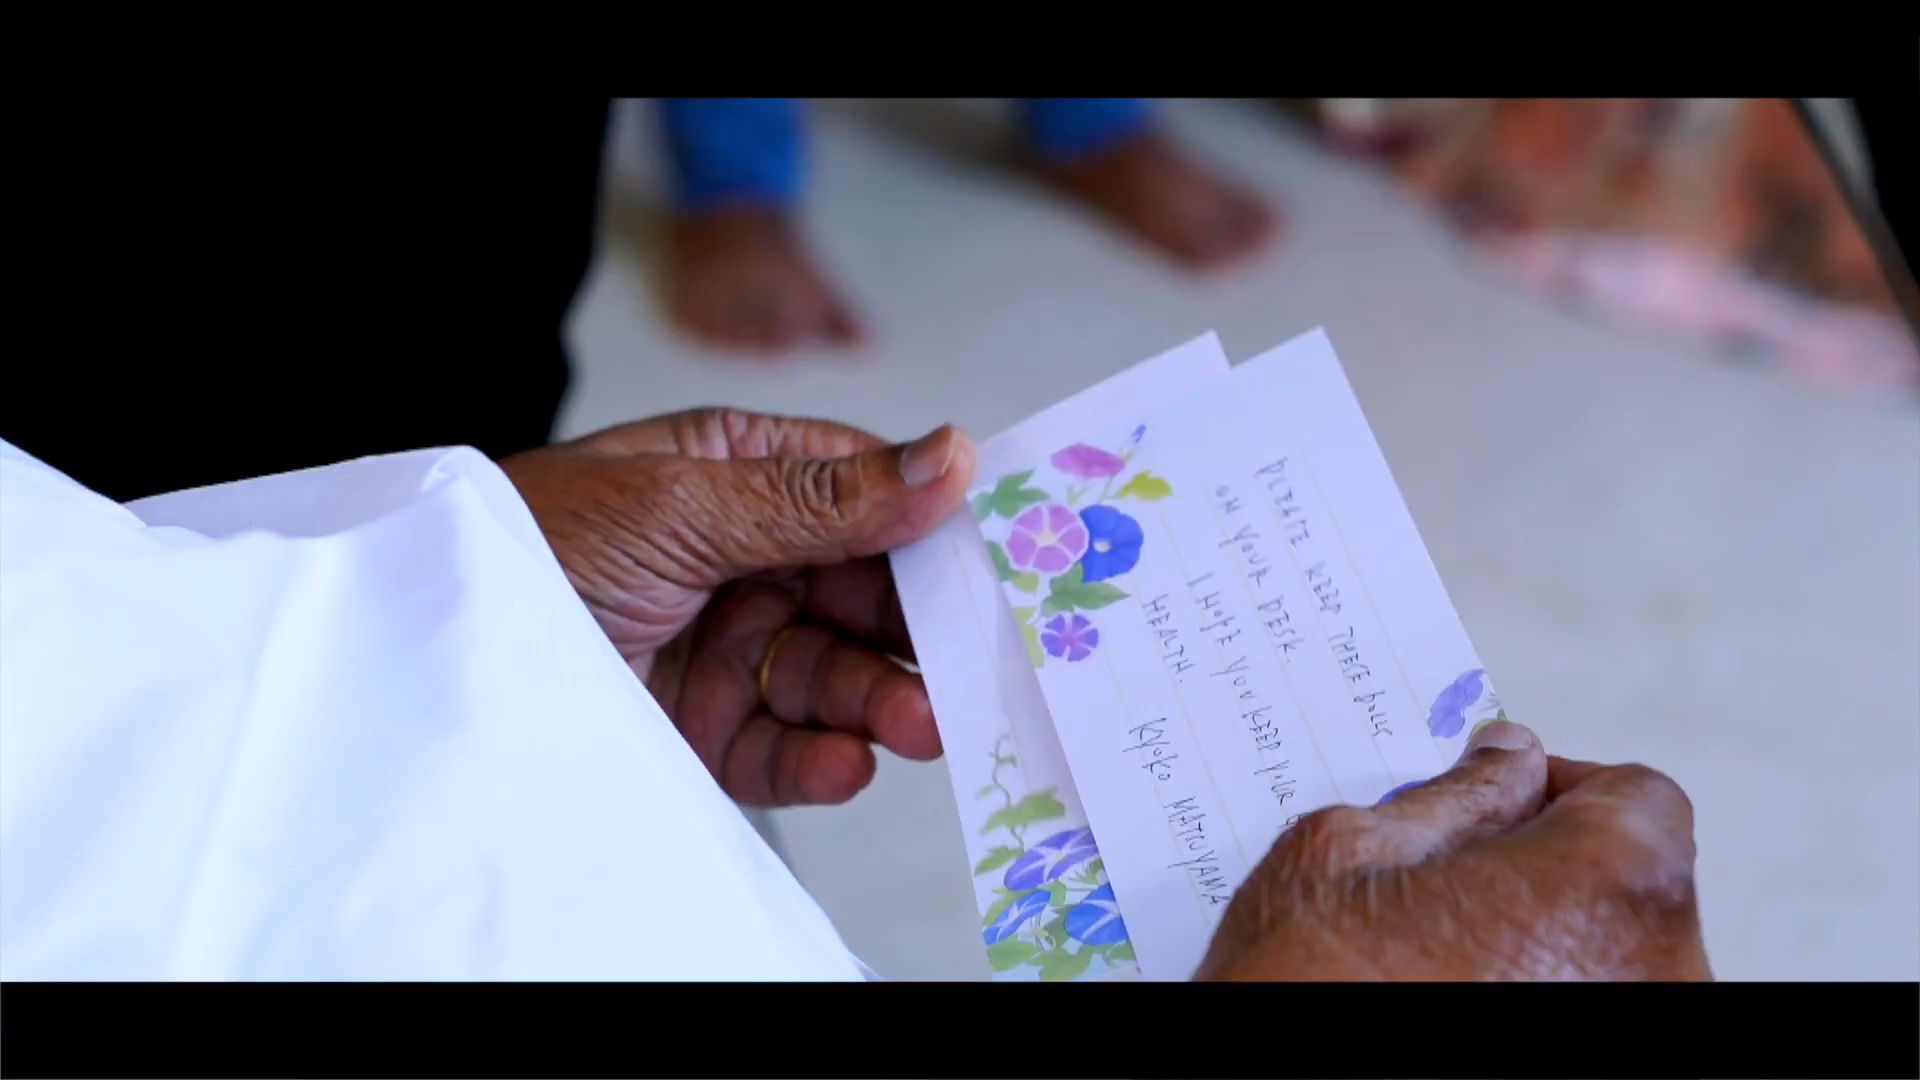 PLEASE KEEP THESE DOLLS
ON YOUR DESK.
I HOPE YOU KEEP YOUR
HEALTH.
KYOKO MATSUYAMA